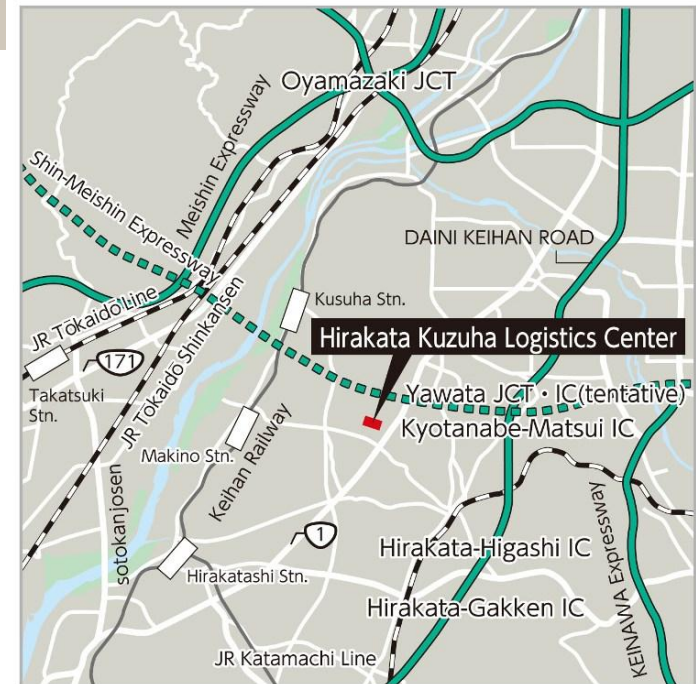 Oyamazaki JCT
Meishin Expressway
Shin-Meishin Expressway
DAINI KEIHAN ROAD
Kusuha Stn.
JR Tōkaidō Line
171
JR Tōkaidō Shinkansen
Hirakata Kuzuha Logistics Center
Takatsuki
Stn.
Yawata JCT・IC(tentative)
Kyotanabe-Matsui IC
Makino Stn.
Keihan Railway
sotokanjosen
1
Hirakata-Higashi IC
Hirakatashi Stn.
KEINAWA Expressway
Hirakata-Gakken IC
JR Katamachi Line